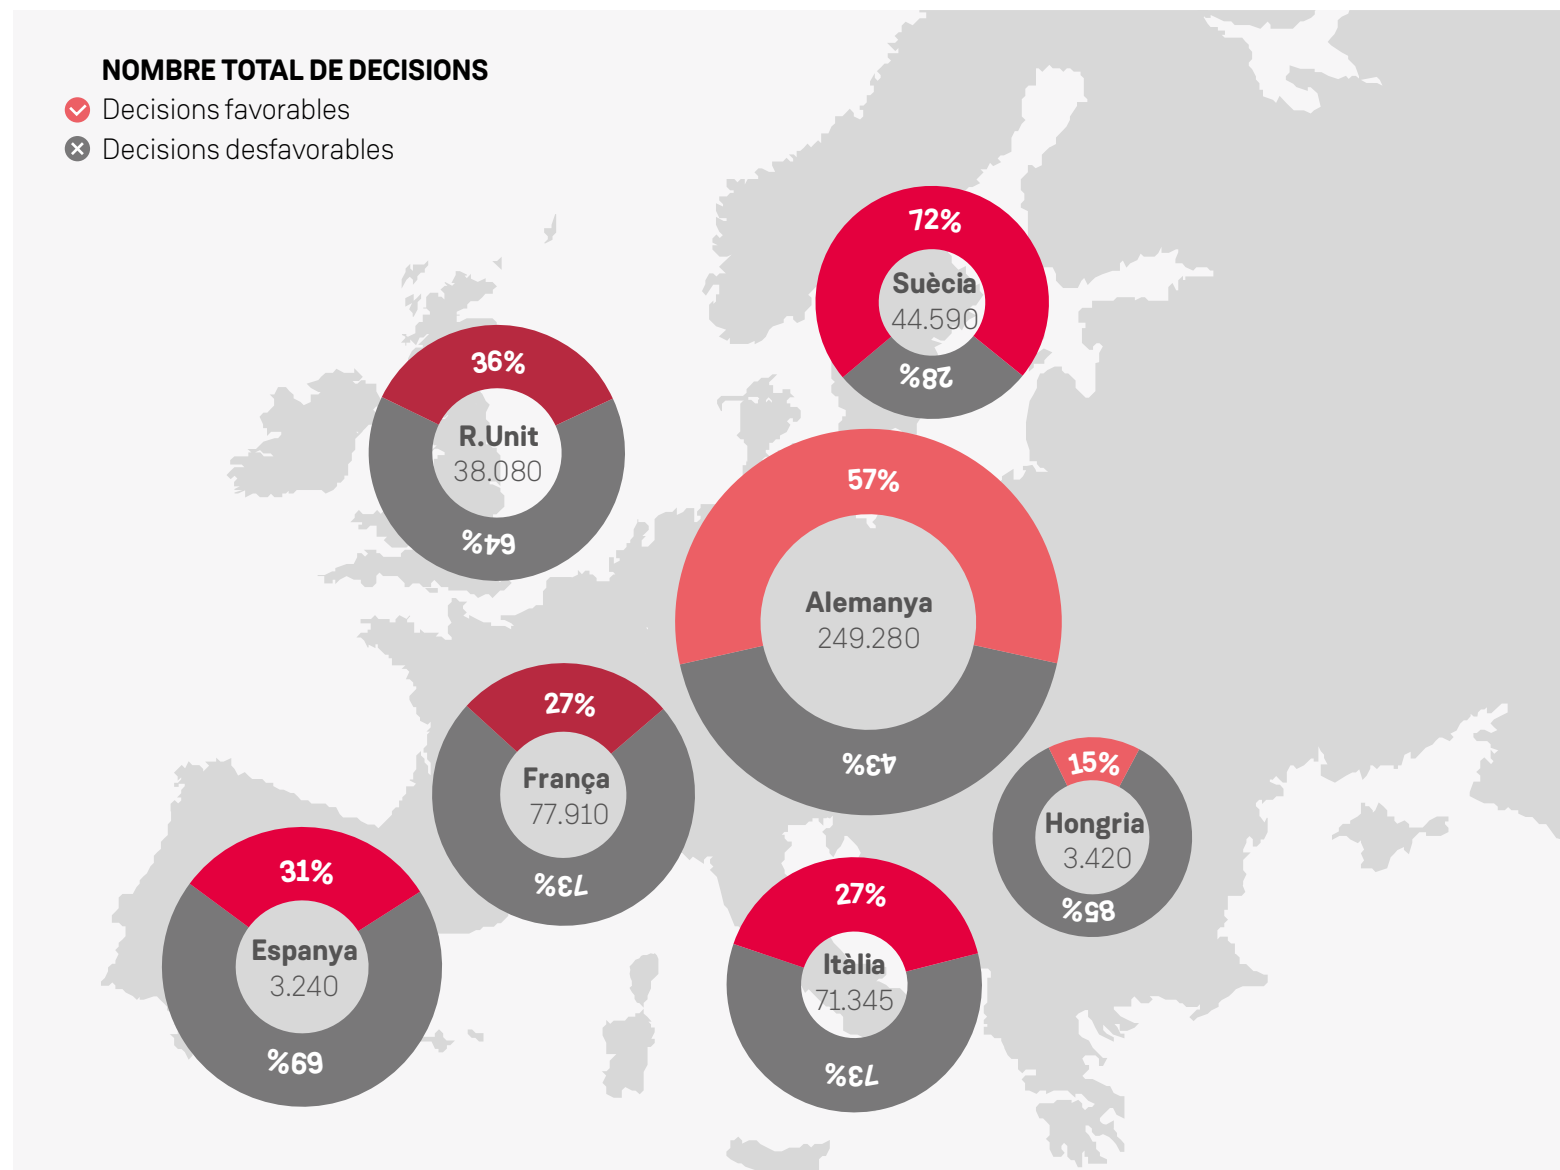 NOMBRE TOTAL DE DECISIONS
Decisions favorables
Decisions desfavorables
72%
Suècia
44.590
28%
36%
R.Unit
38.080
64%
57%
Alemanya
249.280
43%
27%
França
77.910
73%
15%
Hongria
3.420
85%
31%
Espanya
3.240
69%
27%
Itàlia
71.345
73%